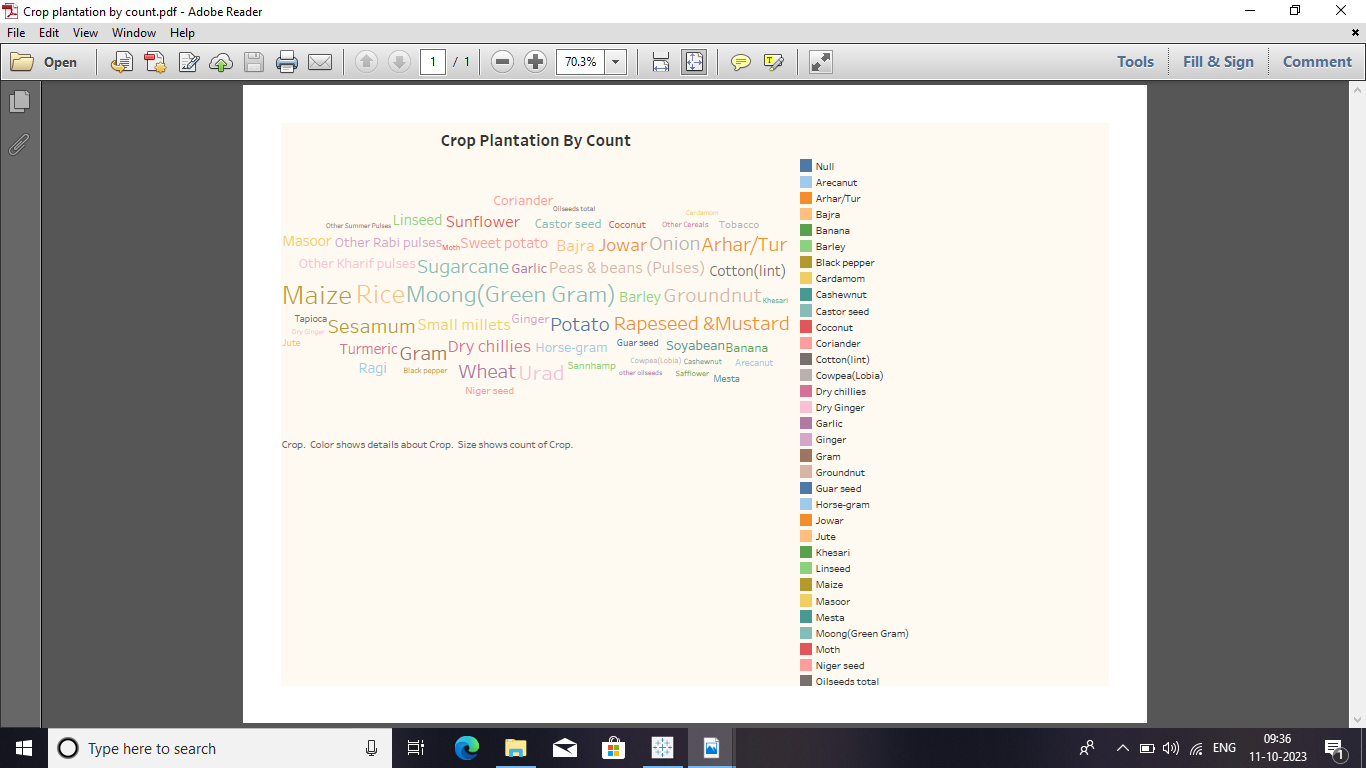 Crop plantation by count.pdf - Adobe Reader
File Edit View Window Help
Open 1 / 1 70.3% Tools Fill & Sign Comment
Crop Plantation By Count
Coriander
Oilseeds total
Cardamom
Other Summer Pulses Linseed Sunflower Castor seed Coconut Other Cereals Tobacco
Masoor Other Rabi pulses Moth Sweet potato Bajra Jowar Onion Arhar/Tur
Other Kharif pulses Sugarcane Garlic Peas & beans (Pulses) Cotton(lint)
Maize Rice Moong(Green Gram) Barley Groundnut Khesari
Tapioca Sesamum Small millets Ginger Potato Rapeseed &Mustard
Dry Ginger
Jute Turmeric Gram Dry chillies Horse-gram Guar seed Soyabean Banana
Ragi Black pepper Wheat Urad Sannhamp Cowpea(Lobia) Cashewnut Arecanut
other oilseeds Safflower Mesta
Niger seed
Crop. Color shows details about Crop. Size shows count of Crop.
Null
Arecanut
Arhar/Tur
Bajra
Banana
Barley
Black pepper
Cardamom
Cashewnut
Castor seed
Coconut
Coriander
Cotton(lint)
Cowpea(Lobia)
Dry chillies
Dry Ginger
Garlic
Ginger
Gram
Groundnut
Guar seed
Horse-gram
Jowar
Jute
Khesari
Linseed
Maize
Masoor
Mesta
Moong(Green Gram)
Moth
Niger seed
Oilseeds total
Type here to search
ENG
09:36
11-10-2023
1